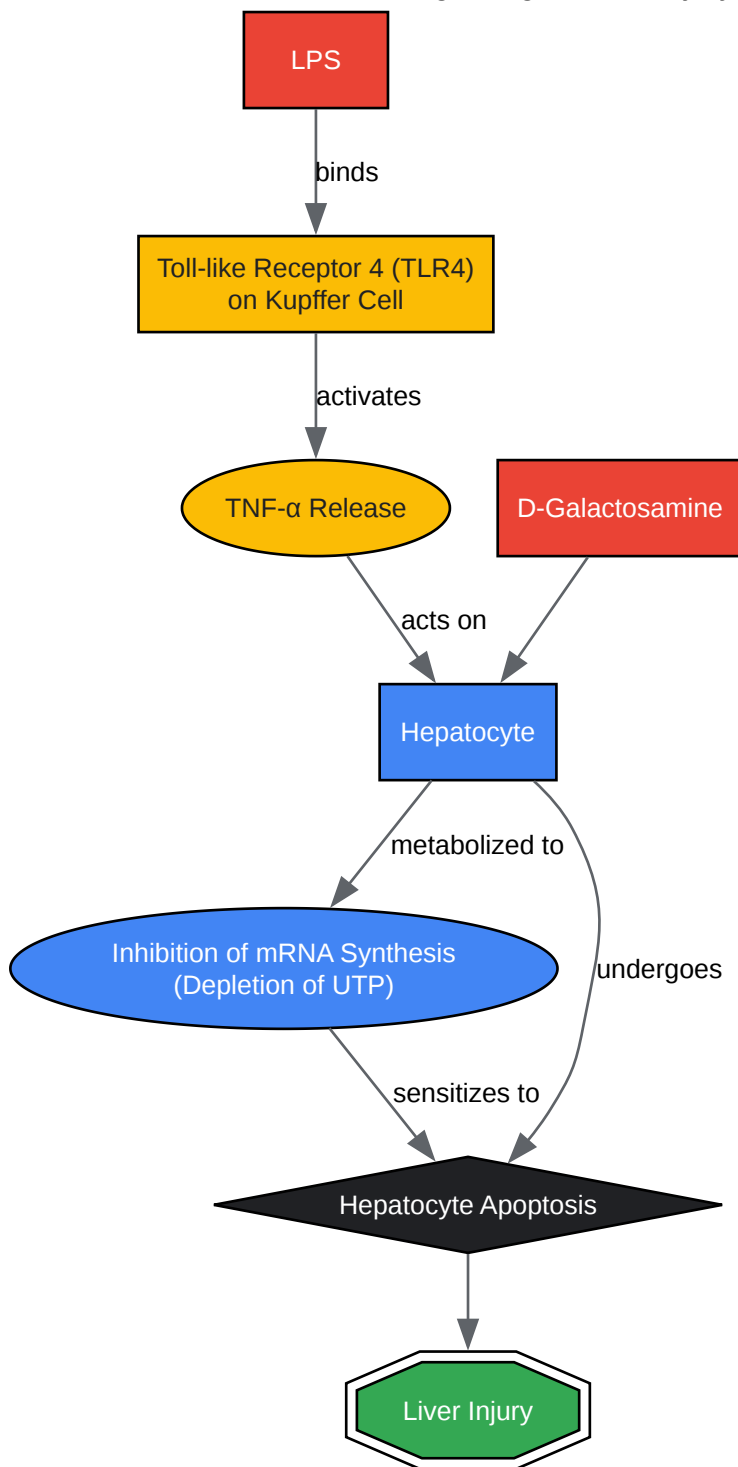 LPS
binds
Toll-like Receptor 4 (TLR4)
on Kupffer Cell
activates
TNF-α Release
D-Galactosamine
acts on
Hepatocyte
metabolized to
Inhibition of mRNA Synthesis
(Depletion of UTP)
undergoes
sensitizes to
Hepatocyte Apoptosis
Liver Injury